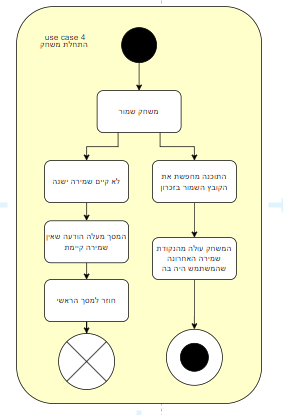 use case 4
התחלת משחק
משחק שמור
לא קיים שמירה ישנה
התוכנה מחפשת את
הקובץ השמור בזכרון
המסך מעלה הודעה שאין
שמירה קיימת
המשחק עולה מהנקודת
שמירה האחרונה
שהמשתמש היה בה
חוזר למסך הראשי